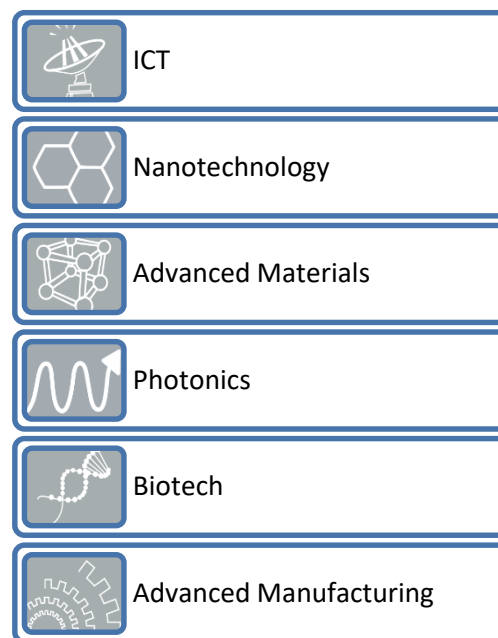 ICT
Nanotechnology
Advanced Materials
Photonics
Biotech
Advanced Manufacturing